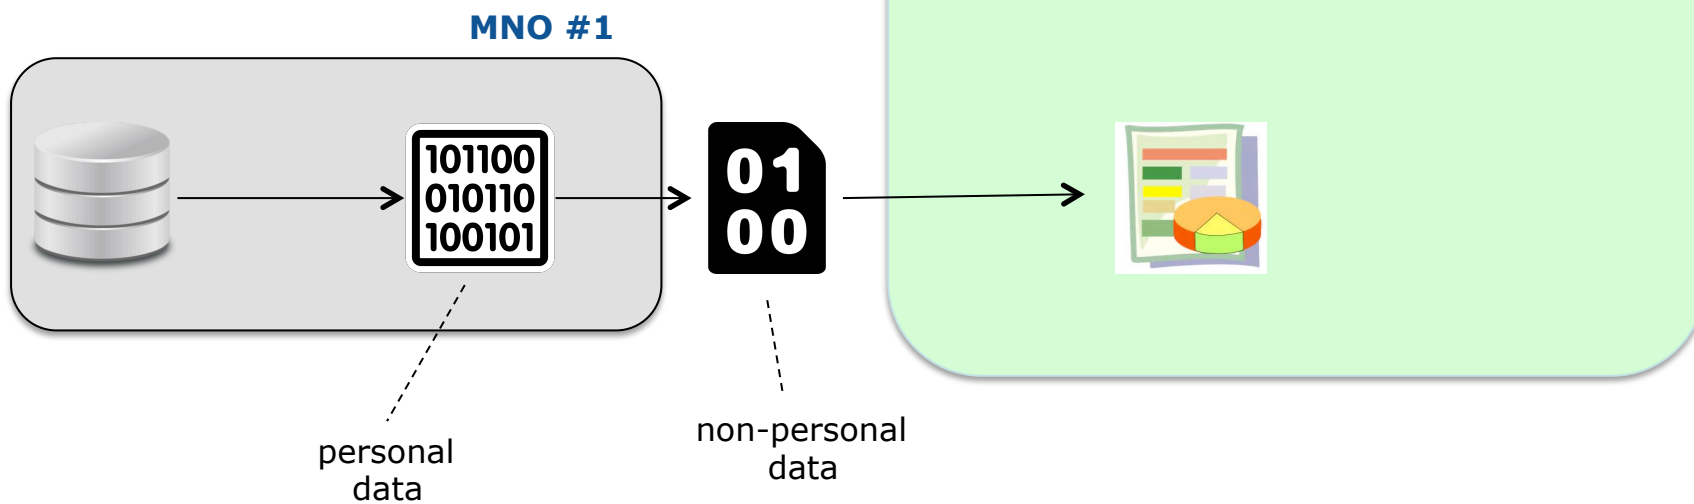 MNO #1
101100
010110
100101
01
00
personal
data
non-personal
data